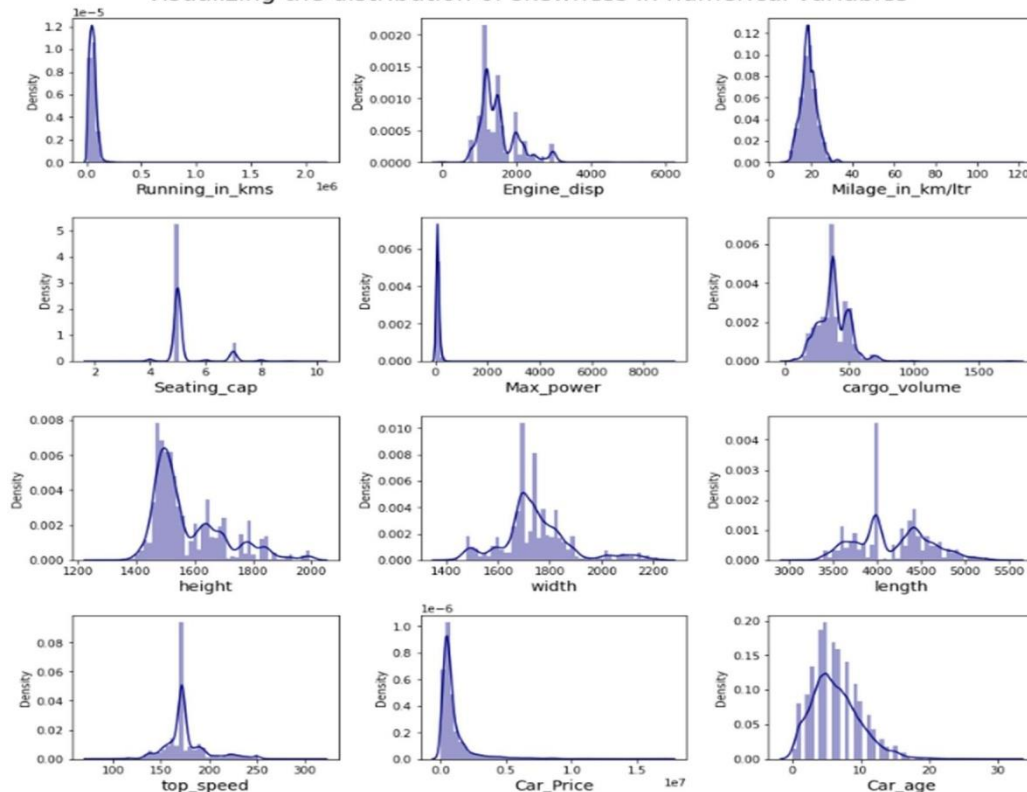 Visualizing the distribution of skewness in numerical variables
1e−5
1.2
1.0
0.8
0.6
0.4
0.2
0.0
Density
0.0 0.5 1.0 1.5 2.0
1e6
Running_in_kms
0.0020
0.0015
0.0010
0.0005
0.0000
Density
0 2000 4000 6000
Engine_disp
0.12
0.10
0.08
0.06
0.04
0.02
0.00
Density
0 20 40 60 80 100 120
Milage_in_km/ltr
5
4
3
2
1
0
Density
2 4 6 8 10
Seating_cap
0.006
0.004
0.002
0.000
Density
0 2000 4000 6000 8000
Max_power
0.006
0.004
0.002
0.000
Density
0 500 1000 1500
cargo_volume
0.008
0.006
0.004
0.002
0.000
Density
1200 1400 1600 1800 2000
height
0.010
0.008
0.006
0.004
0.002
0.000
Density
1400 1600 1800 2000 2200
width
0.004
0.003
0.002
0.001
0.000
Density
3000 3500 4000 4500 5000 5500
length
0.08
0.06
0.04
0.02
0.00
Density
100 150 200 250 300
top_speed
1e−6
1.0
0.8
0.6
0.4
0.2
0.0
Density
0.0 0.5 1.0 1.5
1e7
Car_Price
0.20
0.15
0.10
0.05
0.00
Density
0 10 20 30
Car_age